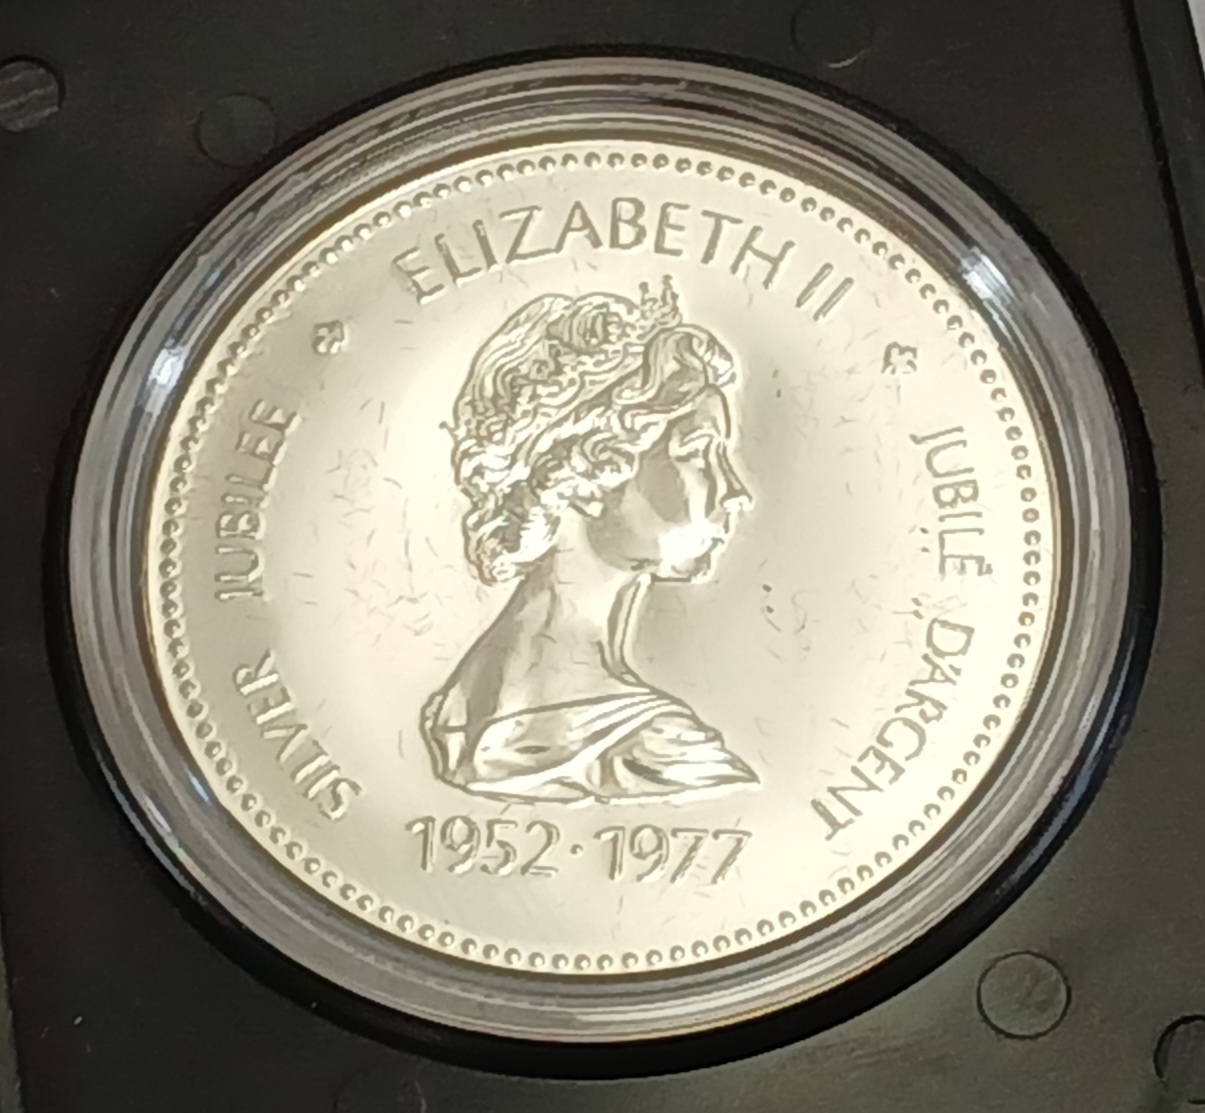 ELIZABETH II
SILVER JUBILEE
JUBILÉ D'ARGENT
1952·1977